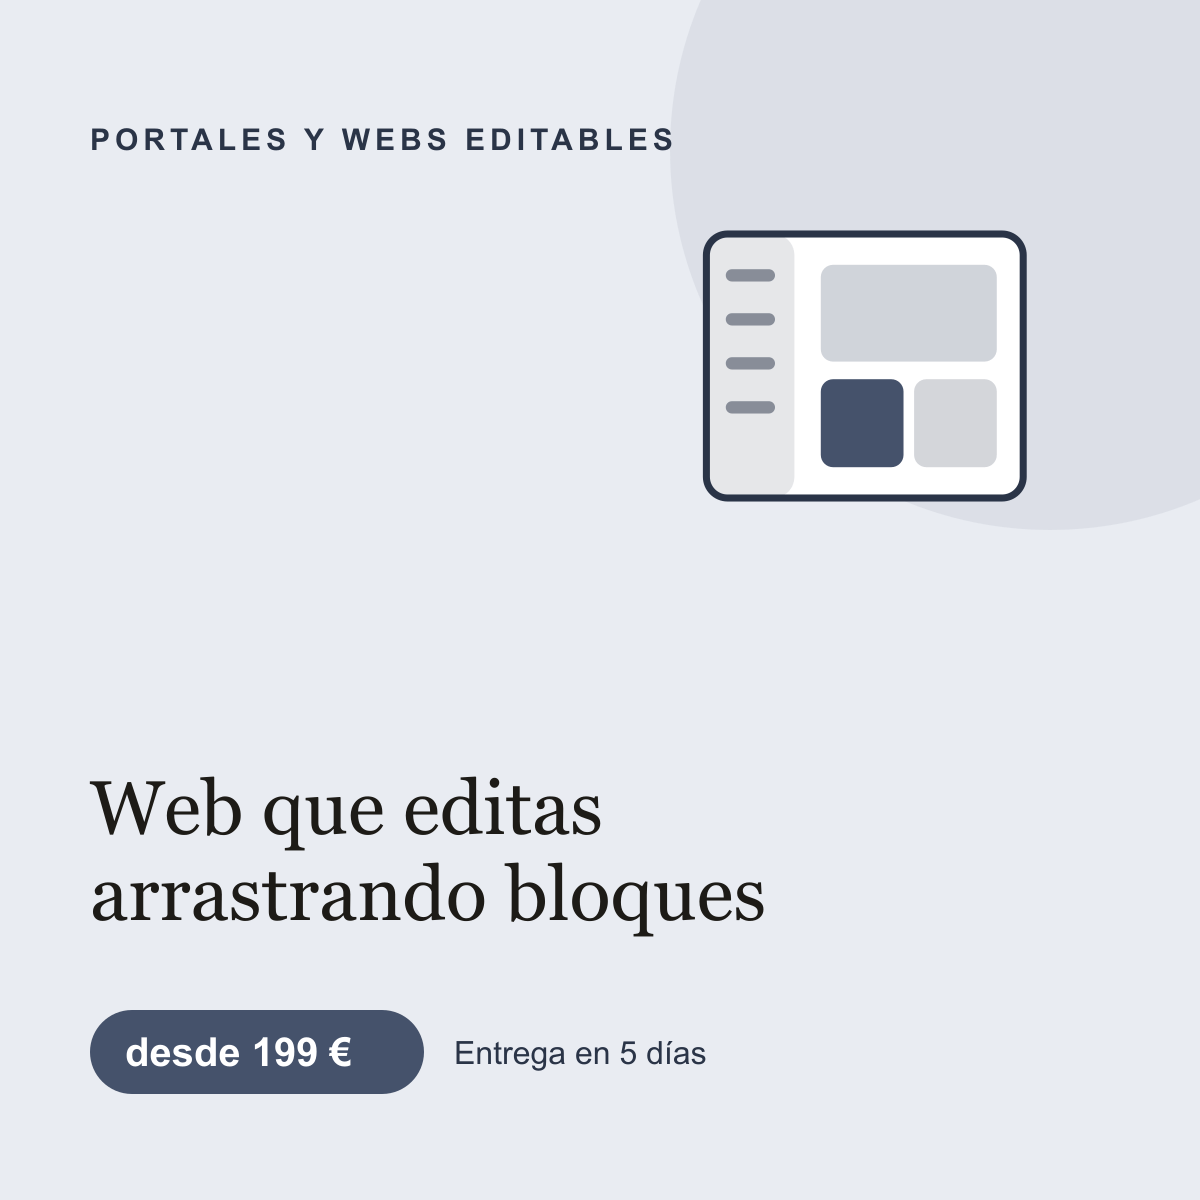 PORTALES Y WEBS EDITABLES
Web que editas
arrastrando bloques
desde 199 €
Entrega en 5 días